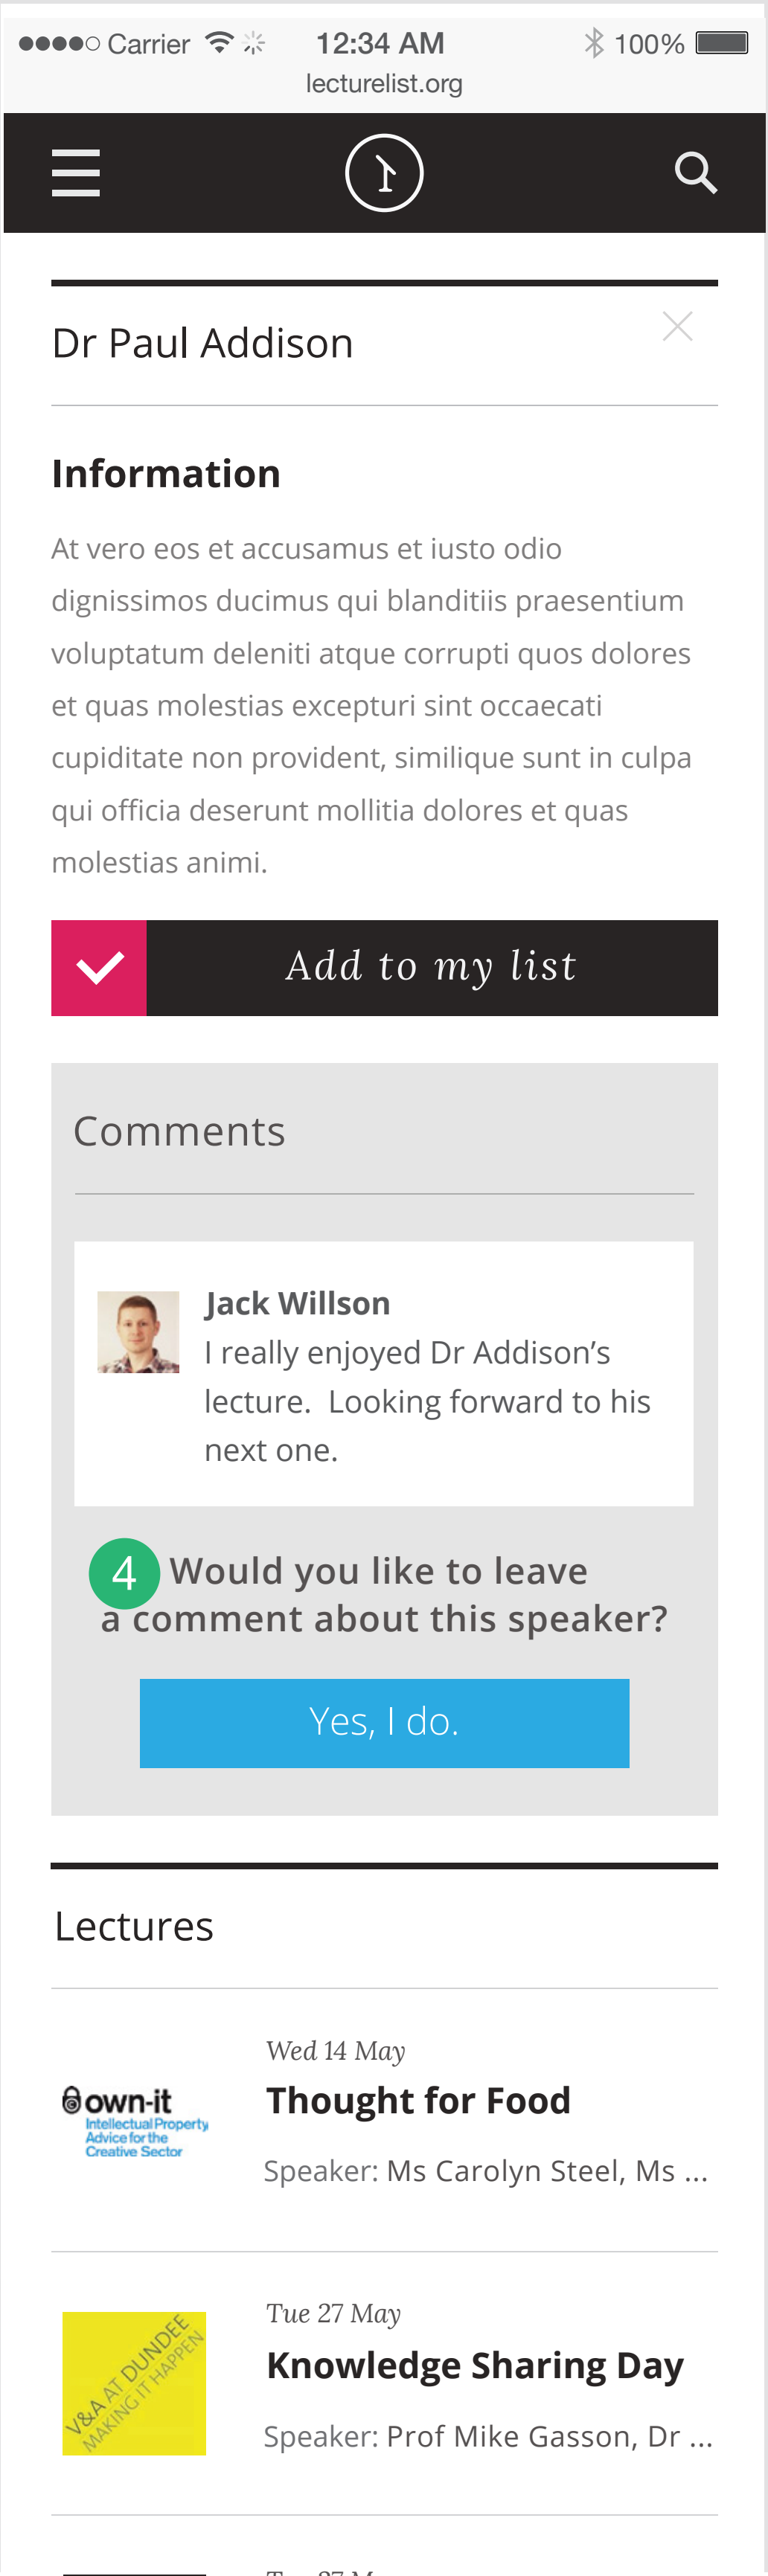 Carrier 12:34 AM 100%
lecturelist.org
Dr Paul Addison
Information
At vero eos et accusamus et iusto odio
dignissimos ducimus qui blanditiis praesentium
voluptatum deleniti atque corrupti quos dolores
et quas molestias excepturi sint occaecati
cupiditate non provident, similique sunt in culpa
qui officia deserunt mollitia dolores et quas
molestias animi.
Add to my list
Comments
Jack Willson
I really enjoyed Dr Addison’s
lecture.  Looking forward to his
next one.
4 Would you like to leave
a comment about this speaker?
Yes, I do.
Lectures
Wed 14 May
own-it
Intellectual Property
Advice for the
Creative Sector
Thought for Food
Speaker: Ms Carolyn Steel, Ms ...
Tue 27 May
V&A AT DUNDEE
MAKING IT HAPPEN
Knowledge Sharing Day
Speaker: Prof Mike Gasson, Dr ...